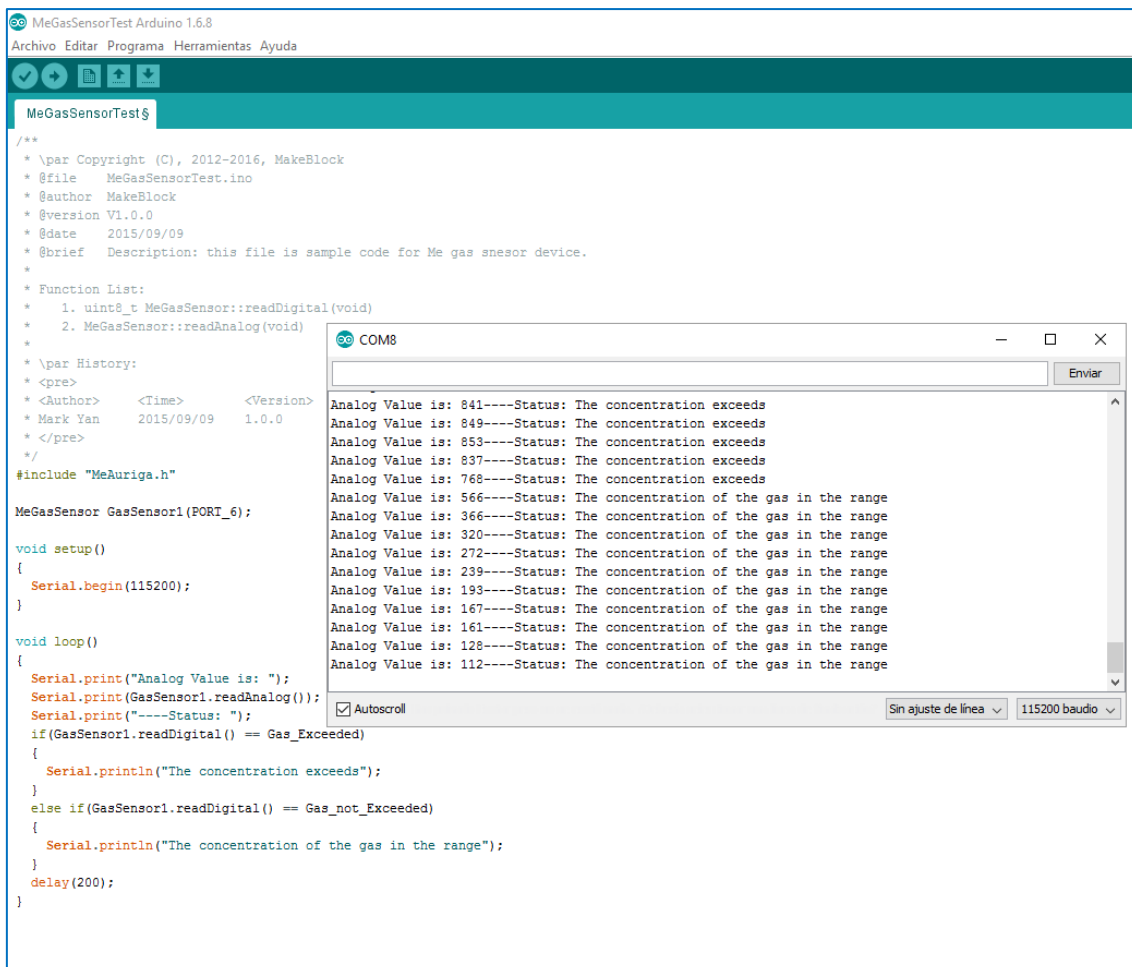 MeGasSensorTest Arduino 1.6.8
Archivo Editar Programa Herramientas Ayuda
MeGasSensorTest§
/**
 * \par Copyright (C), 2012-2016, MakeBlock
 * @file    MeGasSensorTest.ino
 * @author  MakeBlock
 * @version V1.0.0
 * @date    2015/09/09
 * @brief   Description: this file is sample code for Me gas snesor device.
 *
 * Function List:
 *    1. uint8_t MeGasSensor::readDigital(void)
 *    2. MeGasSensor::readAnalog(void)
 *
 * \par History:
 * <pre>
 * <Author>     <Time>        <Version>
 * Mark Yan     2015/09/09    1.0.0
 * </pre>
 */
#include "MeAuriga.h"
MeGasSensor GasSensor1(PORT_6);
void setup()
{
  Serial.begin(115200);
}
void loop()
{
  Serial.print("Analog Value is: ");
  Serial.print(GasSensor1.readAnalog());
  Serial.print("----Status: ");
  if(GasSensor1.readDigital() == Gas_Exceeded)
  {
    Serial.println("The concentration exceeds");
  }
  else if(GasSensor1.readDigital() == Gas_not_Exceeded)
  {
    Serial.println("The concentration of the gas in the range");
  }
  delay(200);
}
COM8
Enviar
Analog Value is: 841----Status: The concentration exceeds
Analog Value is: 849----Status: The concentration exceeds
Analog Value is: 853----Status: The concentration exceeds
Analog Value is: 837----Status: The concentration exceeds
Analog Value is: 768----Status: The concentration exceeds
Analog Value is: 566----Status: The concentration of the gas in the range
Analog Value is: 366----Status: The concentration of the gas in the range
Analog Value is: 320----Status: The concentration of the gas in the range
Analog Value is: 272----Status: The concentration of the gas in the range
Analog Value is: 239----Status: The concentration of the gas in the range
Analog Value is: 193----Status: The concentration of the gas in the range
Analog Value is: 167----Status: The concentration of the gas in the range
Analog Value is: 161----Status: The concentration of the gas in the range
Analog Value is: 128----Status: The concentration of the gas in the range
Analog Value is: 112----Status: The concentration of the gas in the range
Autoscroll
Sin ajuste de línea
115200 baudio